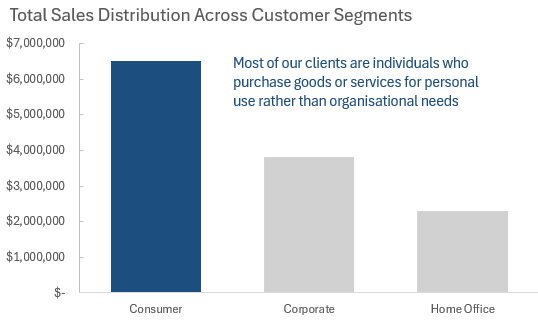 Total Sales Distribution Across Customer Segments
$7,000,000
Most of our clients are individuals who
$6,000,000
purchase goods or services for personal
use rather than organisational needs
$5,000,000
$4,000,000
$3,000,000
$2,000,000
$1,000,000
$-
Consumer
Corporate
Home Office